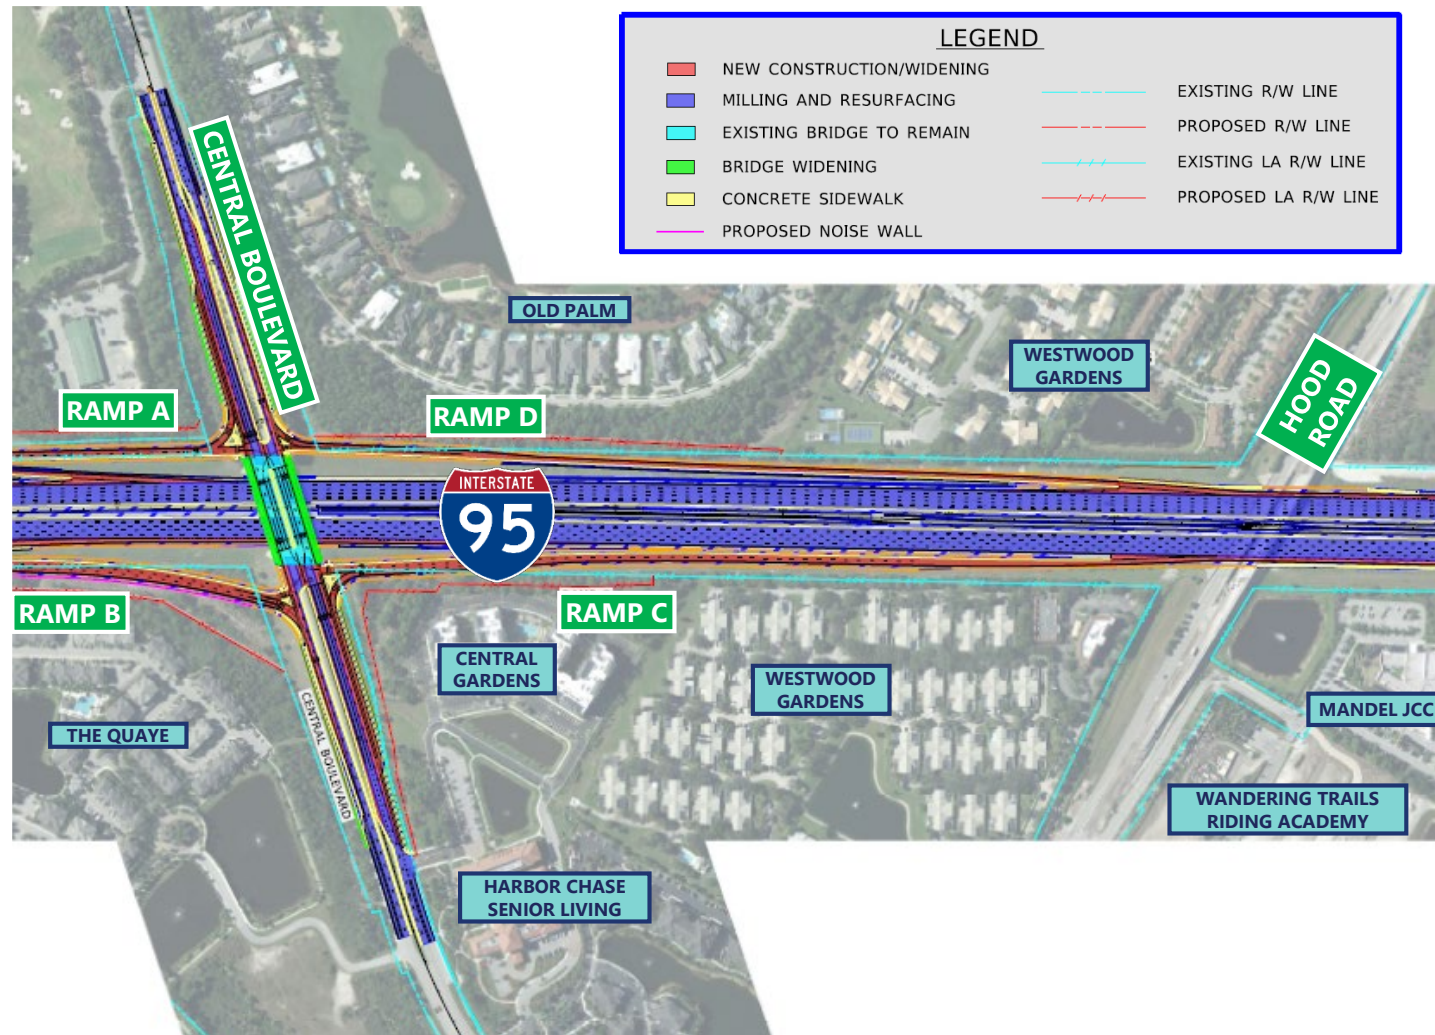 LEGEND
NEW CONSTRUCTION/WIDENING
MILLING AND RESURFACING
EXISTING BRIDGE TO REMAIN
BRIDGE WIDENING
CONCRETE SIDEWALK
PROPOSED NOISE WALL
EXISTING R/W LINE
PROPOSED R/W LINE
EXISTING LA R/W LINE
PROPOSED LA R/W LINE
CENTRAL BOULEVARD
OLD PALM
WESTWOOD
GARDENS
HOOD
ROAD
RAMP A
RAMP D
INTERSTATE
95
RAMP B
RAMP C
CENTRAL
GARDENS
WESTWOOD
GARDENS
MANDEL JCC
THE QUAYE
CENTRAL BOULEVARD
WANDERING TRAILS
RIDING ACADEMY
HARBOR CHASE
SENIOR LIVING